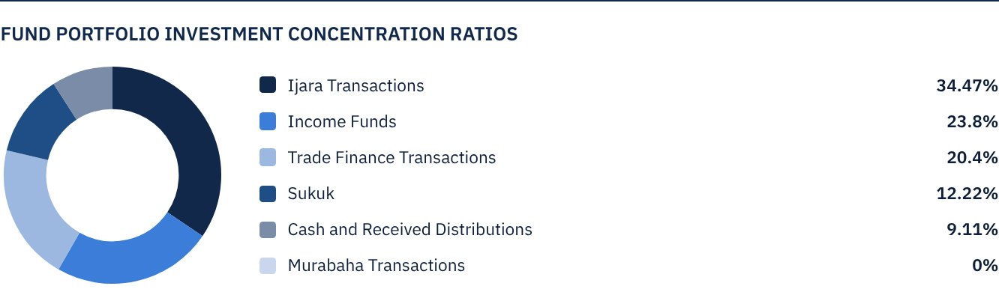 FUND PORTFOLIO INVESTMENT CONCENTRATION RATIOS
Ijara Transactions 34.47%
Income Funds 23.8%
Trade Finance Transactions 20.4%
Sukuk 12.22%
Cash and Received Distributions 9.11%
Murabaha Transactions 0%